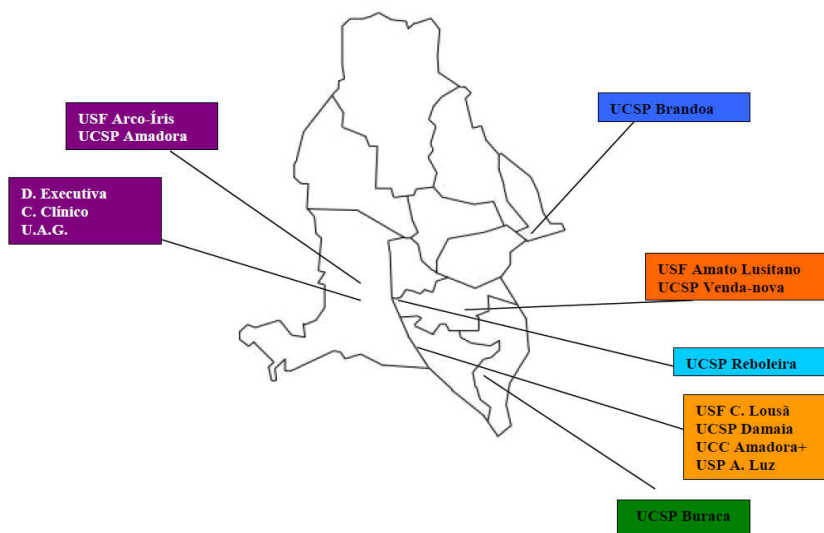 USF Arco-Íris
UCSP Amadora
D. Executiva
C. Clínico
U.A.G.
UCSP Brandoa
USF Amato Lusitano
UCSP Venda-nova
UCSP Reboleira
USF C. Lousã
UCSP Damaia
UCC Amadora+
USP A. Luz
UCSP Buraca